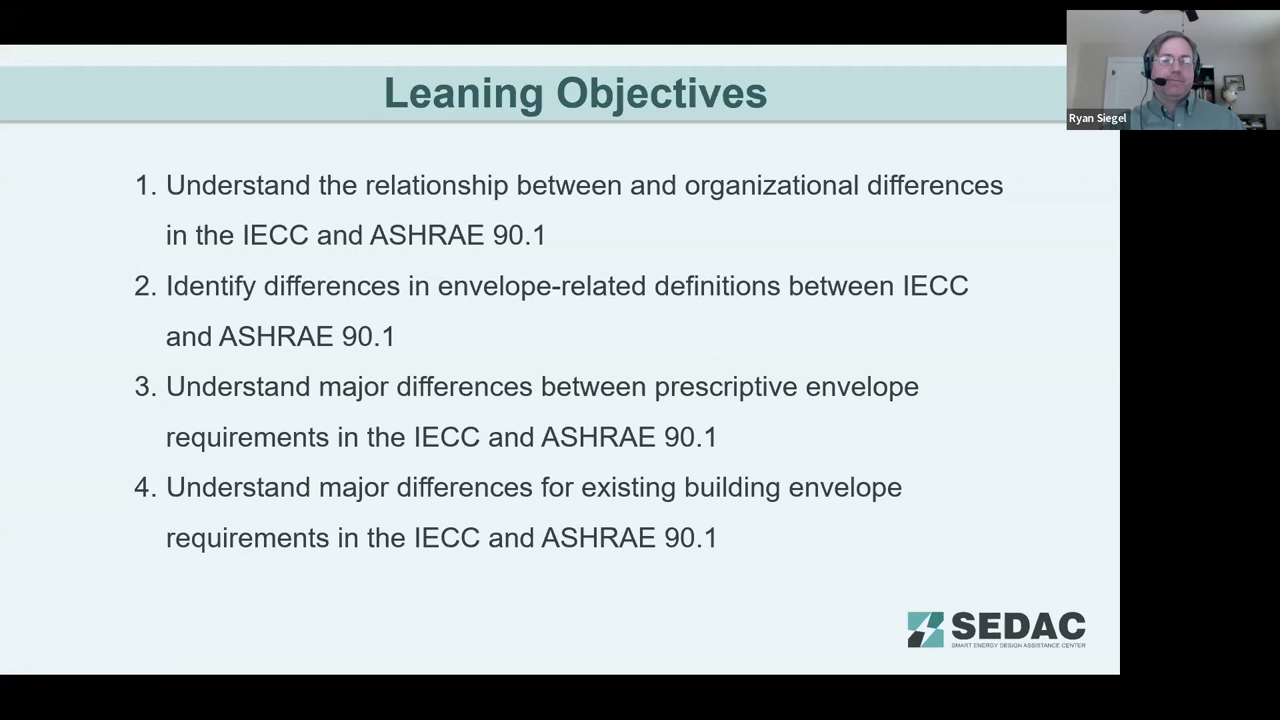 Leaning Objectives
Ryan Siegel
1. Understand the relationship between and organizational differences
in the IECC and ASHRAE 90.1
2. Identify differences in envelope-related definitions between IECC
and ASHRAE 90.1
3. Understand major differences between prescriptive envelope
requirements in the IECC and ASHRAE 90.1
4. Understand major differences for existing building envelope
requirements in the IECC and ASHRAE 90.1
SEDAC
SMART ENERGY DESIGN ASSISTANCE CENTER